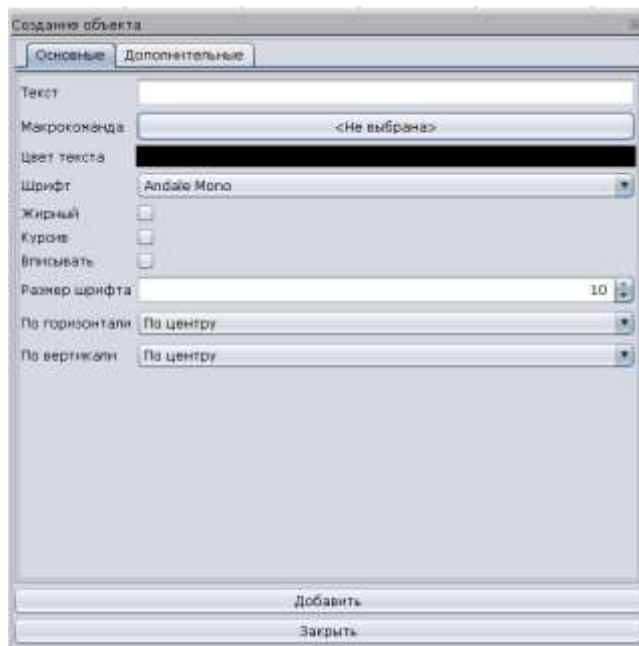 Создание объекта
Основные Дополнительные
Текст
Макрокоманда <Не выбрана>
Цвет текста
Шрифт Andale Mono
Жирный
Курсив
Вписывать
Размер шрифта 10
По горизонтали По центру
По вертикали По центру
Добавить
Закрыть